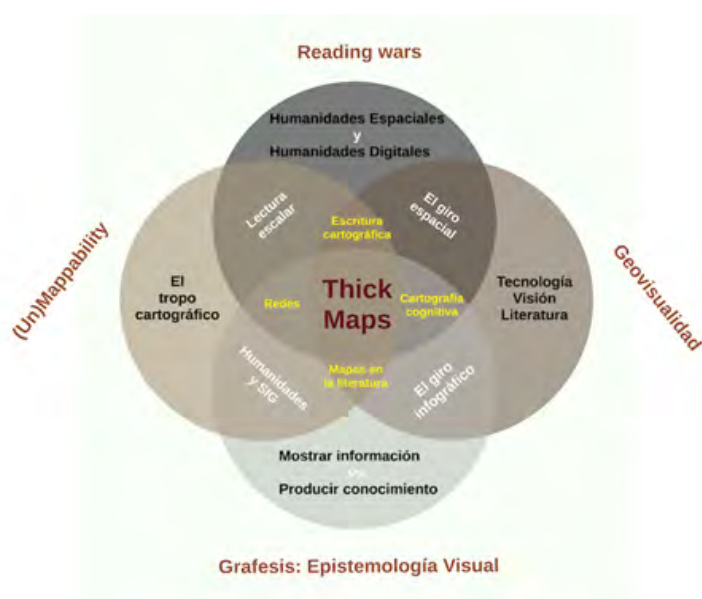 Reading wars
Humanidades Espaciales
y
Humanidades Digitales
Lectura
escalar
El giro
espacial
Escritura
cartográfica
(Un)Mappability
El
tropo
cartográfico
Redes
Thick
Maps
Cartografía
cognitiva
Tecnología
Visión
Literatura
Geovisualidad
Humanidades
y SIG
Mapas en
la literatura
El giro
infográfico
Mostrar información
Producir conocimiento
Grafesis: Epistemología Visual